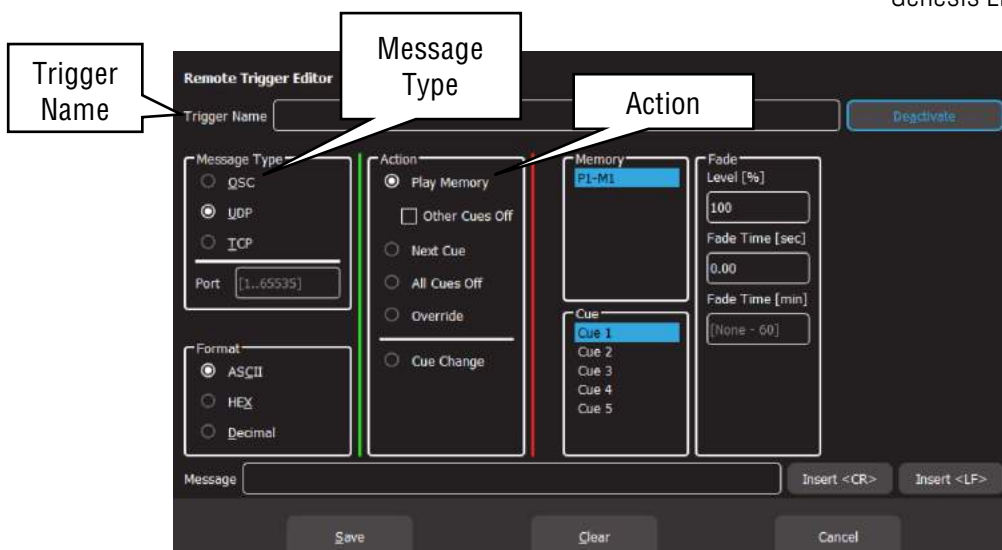 Trigger
Name
Message
Type
Action
Remote Trigger Editor
Trigger Name
Deactivate
Message Type
OSC
UDP
TCP
Port [1..65535]
Format
ASCII
HEX
Decimal
Action
Play Memory
Other Cues Off
Next Cue
All Cues Off
Override
Cue Change
Memory
P1-M1
Cue
Cue 1
Cue 2
Cue 3
Cue 4
Cue 5
Fade
Level [%]
100
Fade Time [sec]
0.00
Fade Time [min]
[None - 60]
Message
Insert <CR>
Insert <LF>
Save
Clear
Cancel